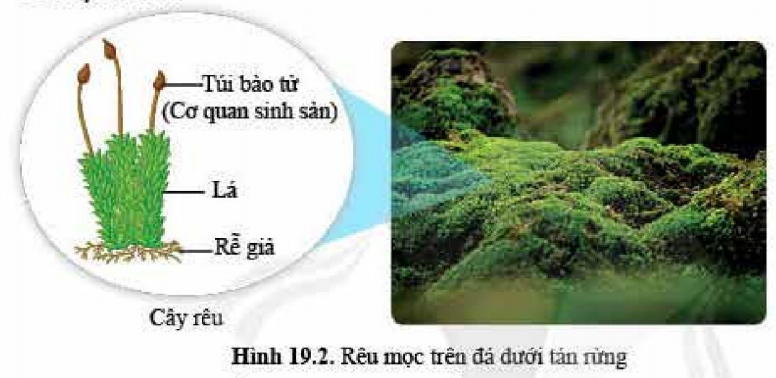 Túi bào tử
(Cơ quan sinh sản)
Lá
Rễ giả
Cây rêu
Hình 19.2. Rêu mọc trên đá dưới tán rừng